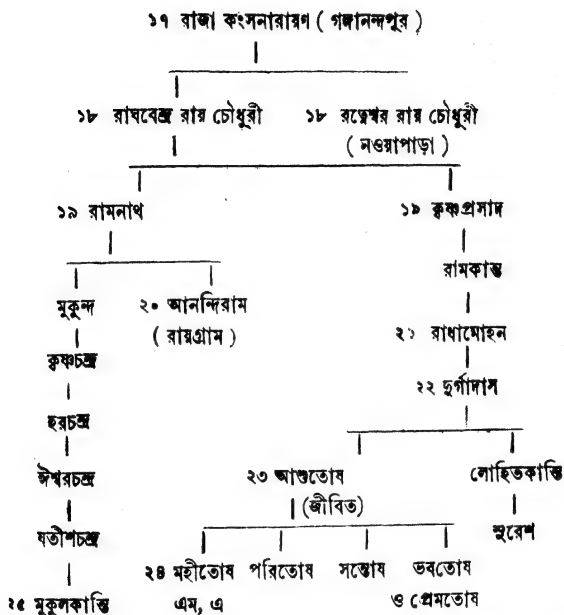 ১৭ রাজা কংসনারায়ণ ( গঙ্গানন্দপুর )
১৮ রাঘবেন্দ্র রায় চৌধুরী ১৮ রত্নেশ্বর রায় চৌধুরী
( নওয়াপাড়া )
১৯ রামনাথ ১৯ কৃষ্ণপ্রসাদ
রামকান্ত
মুকুন্দ ২০ আনন্দিরাম
( রায়গ্রাম ) ২১ রাধামোহন
কৃষ্ণচন্দ্র
২২ দুর্গাদাস
হরচন্দ্র
ঈশ্বরচন্দ্র ২৩ আশুতোষ লোহিতকান্তি
(জীবিত)
যতীশচন্দ্র সুরেশ
২৪ মহীতোষ পরিতোষ সন্তোষ ভবতোষ
২৫ মুকুলকান্তি এম, এ ও প্রেমতোষ